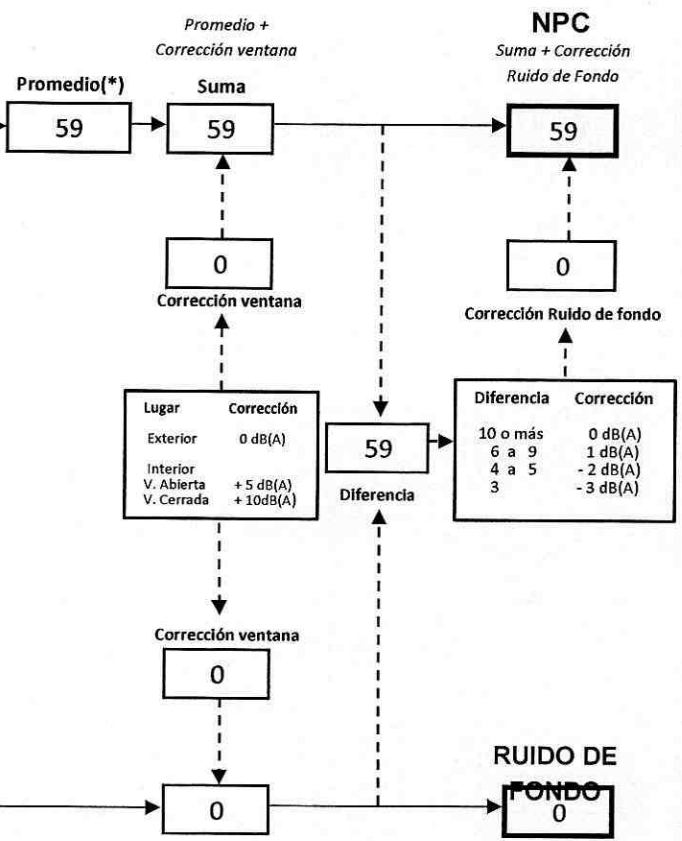 Promedio +
Corrección ventana
NPC
Suma + Corrección
Ruido de Fondo
Promedio(*)
Suma
59
59
59
0
Corrección ventana
0
Corrección Ruido de fondo
Lugar Corrección
Exterior 0 dB(A)
Interior
V. Abierta + 5 dB(A)
V. Cerrada + 10dB(A)
59
Diferencia
Diferencia Corrección
10 o más 0 dB(A)
6 a 9 1 dB(A)
4 a 5 - 2 dB(A)
3 - 3 dB(A)
Corrección ventana
0
0
RUIDO DE
FONDO
0